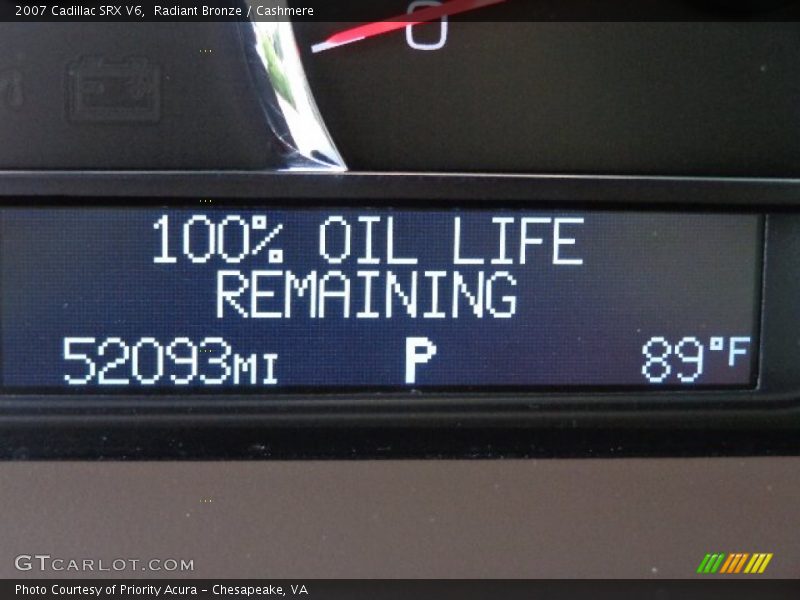 2007 Cadillac SRX V6,  Radiant Bronze / Cashmere
0
100% OIL LIFE
REMAINING
52093MI P 89°F
GTCARLOT.COM
Photo Courtesy of Priority Acura – Chesapeake, VA